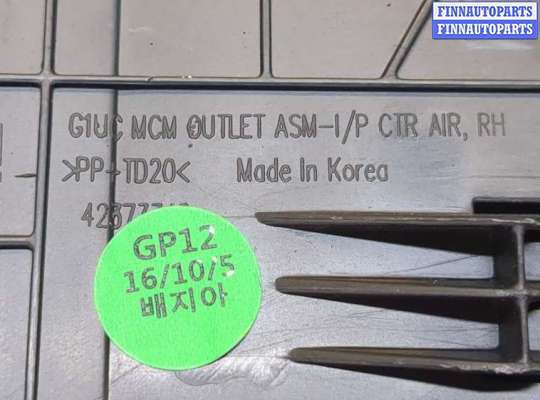 FINNAUTOPARTS
FINNAUTOPARTS
G1UC MCM OUTLET ASM-I/P CTR AIR, RH
>PP-TD20< Made In Korea
GP12
16/10/5
배지아